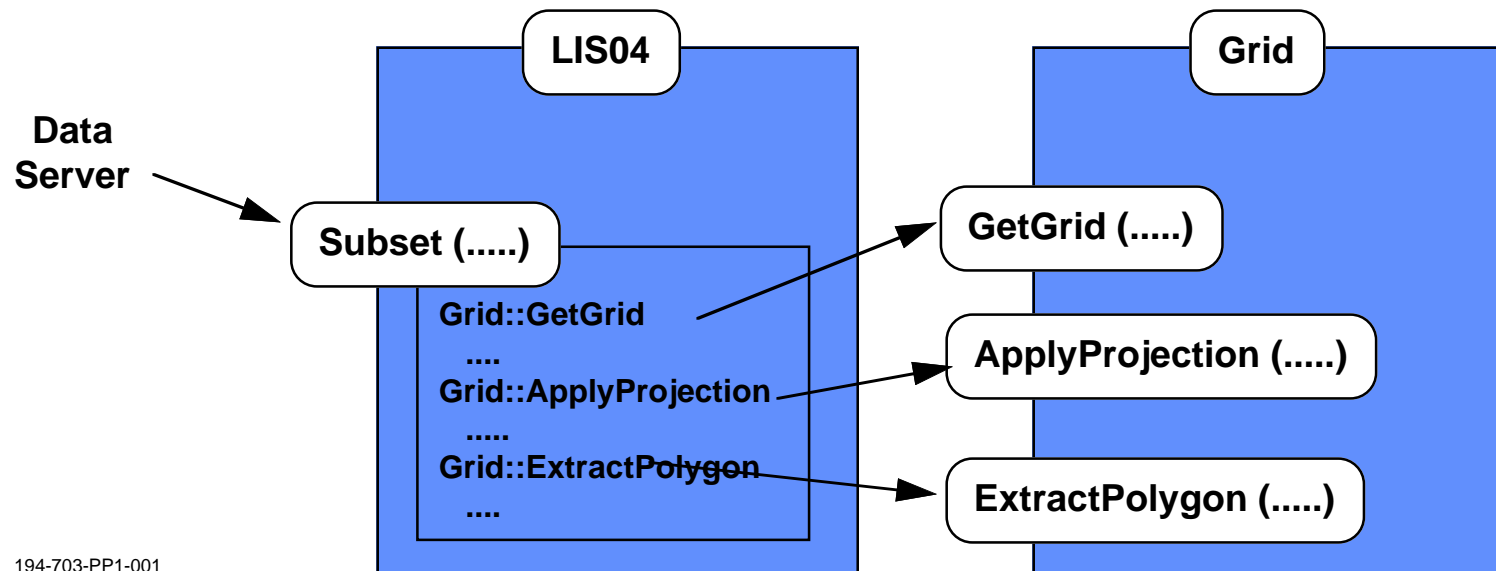 LIS04
Grid
Data
Server
Subset (.....)
Grid::GetGrid
....
Grid::ApplyProjection
.....
Grid::ExtractPolygon
....
GetGrid (.....)
ApplyProjection (.....)
ExtractPolygon (.....)
194-703-PP1-001